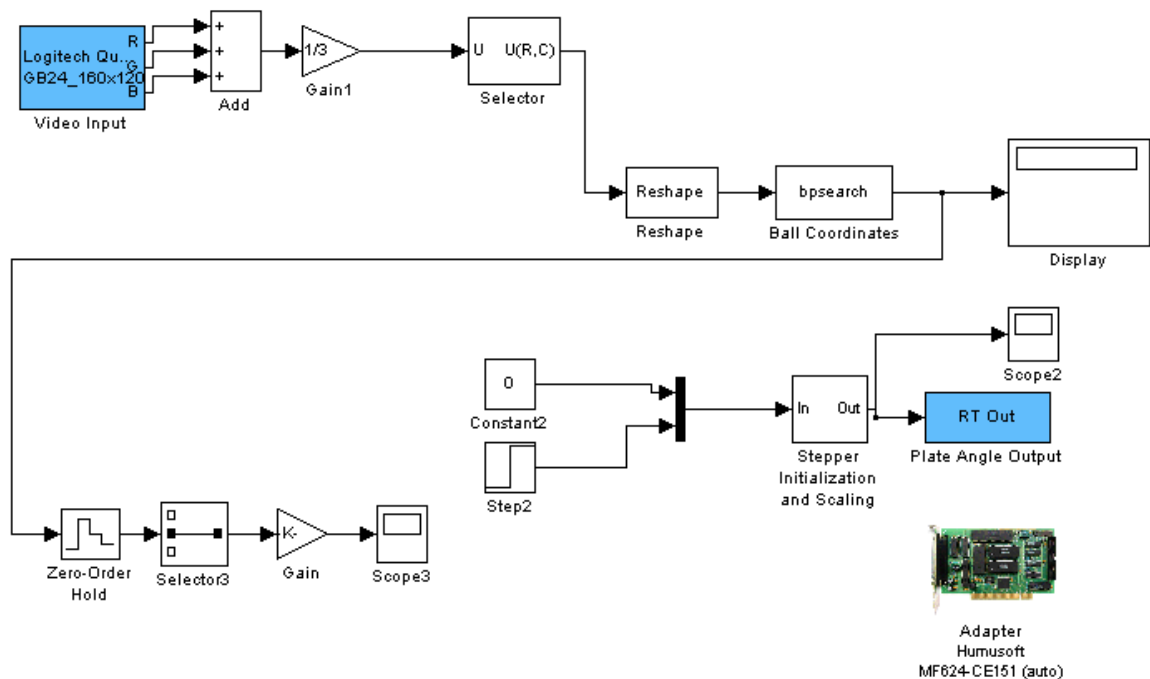 Logitech Qu..
GB24_160x120
R
G
B
Video Input
+
+
+
Add
1/3
Gain1
U U(R,C)
Selector
Reshape
Reshape
bpsearch
Ball Coordinates
Display
0
Constant2
Step2
In Out
Stepper
Initialization
and Scaling
Scope2
RT Out
Plate Angle Output
Zero-Order
Hold
Selector3
K-
Gain
Scope3
Adapter
Humusoft
MF624-CE151 (auto)